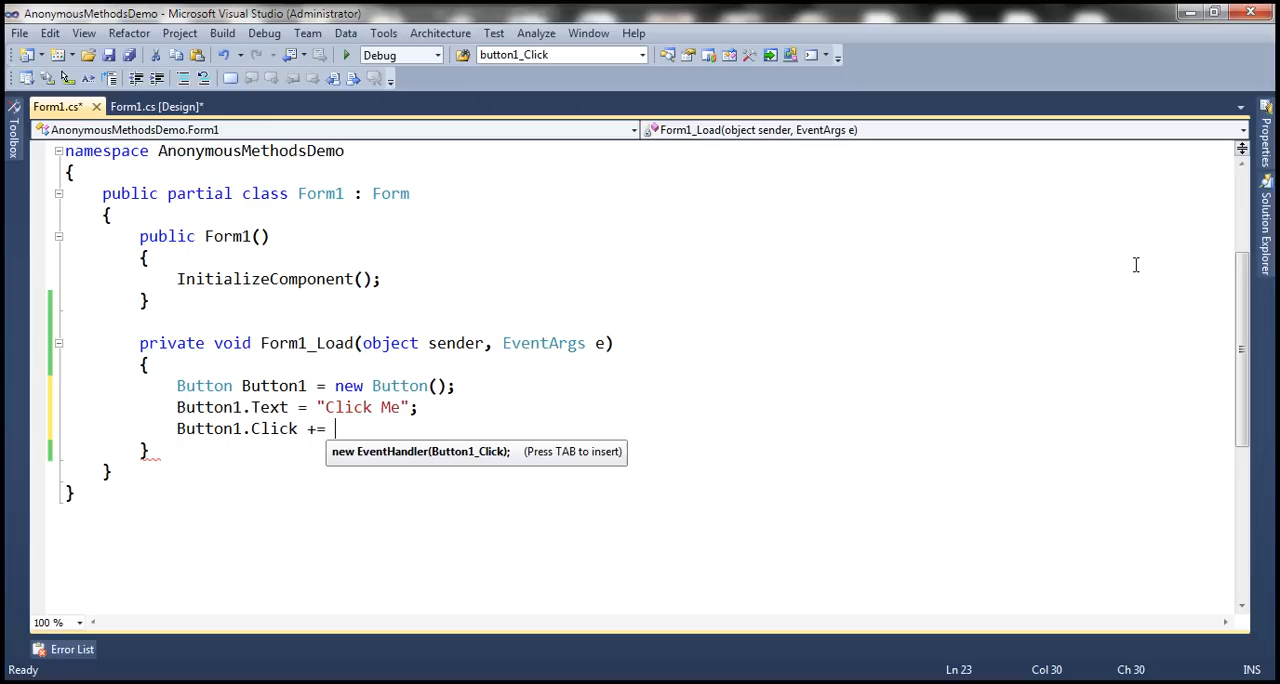 AnonymousMethodsDemo - Microsoft Visual Studio (Administrator)
File Edit View Refactor Project Build Debug Team Data Tools Architecture Test Analyze Window Help
Debug button1_Click
Form1.cs* Form1.cs [Design]*
AnonymousMethodsDemo.Form1 Form1_Load(object sender, EventArgs e)
Toolbox
Properties
Solution Explorer
namespace AnonymousMethodsDemo
{
public partial class Form1 : Form
{
public Form1()
{
InitializeComponent();
}
private void Form1_Load(object sender, EventArgs e)
{
Button Button1 = new Button();
Button1.Text = "Click Me";
Button1.Click +=
new EventHandler(Button1_Click); (Press TAB to insert)
}
}
}
100 %
Error List
Ready Ln 23 Col 30 Ch 30 INS